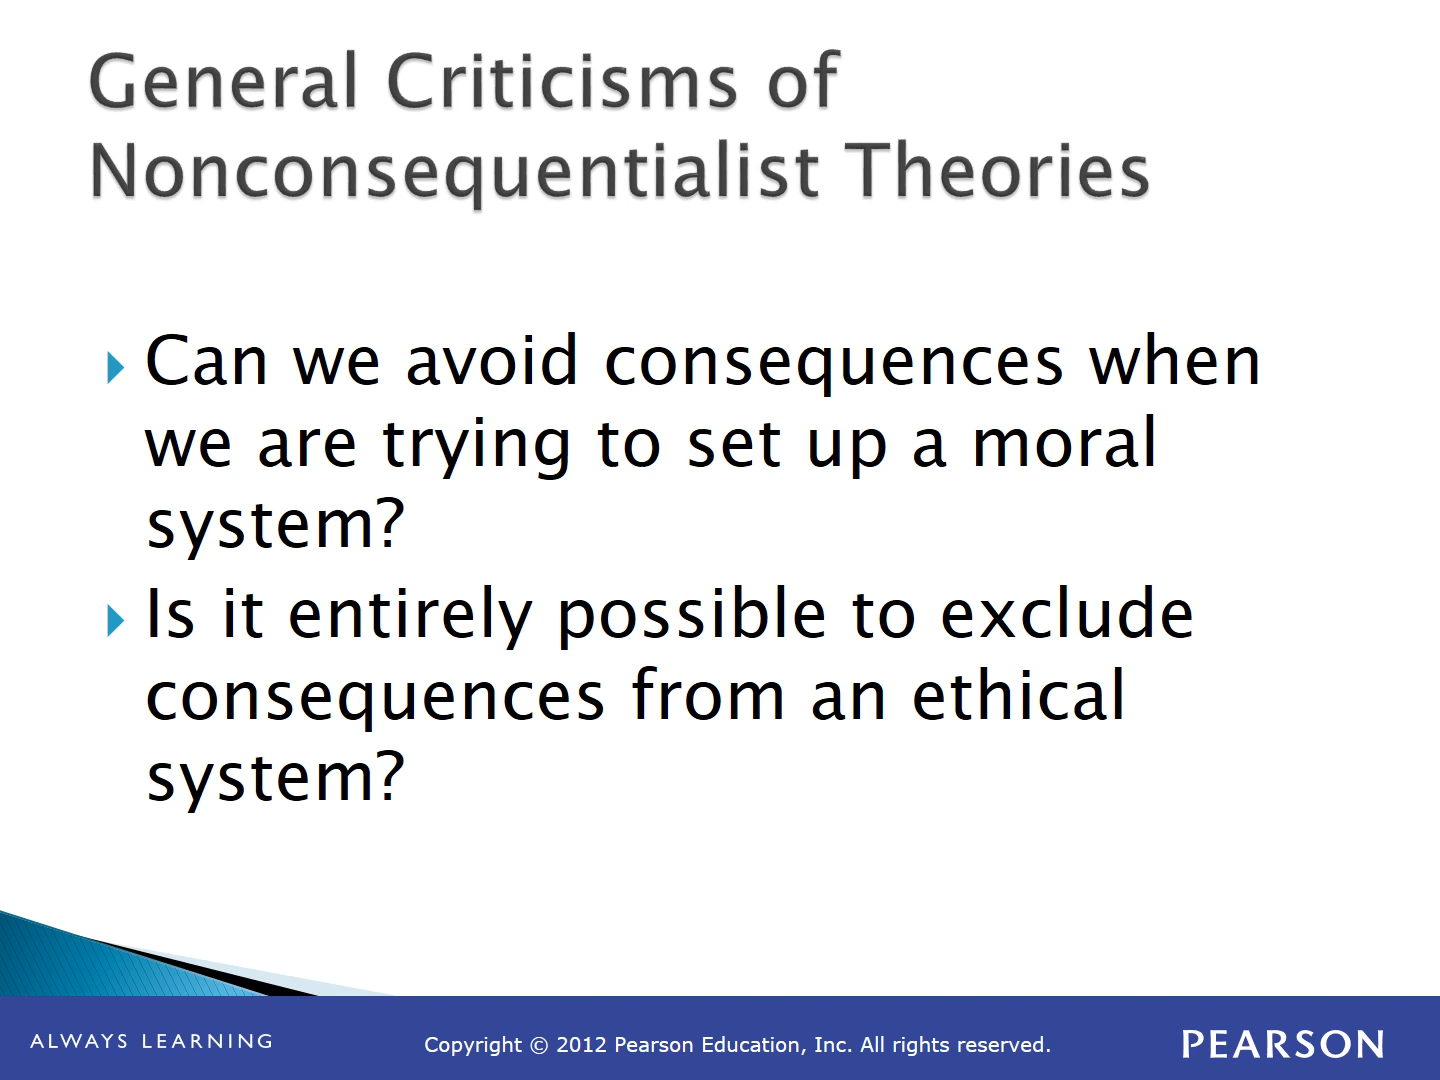 General Criticisms of
Nonconsequentialist Theories
Can we avoid consequences when
we are trying to set up a moral
system?
Is it entirely possible to exclude
consequences from an ethical
system?
ALWAYS LEARNING
Copyright © 2012 Pearson Education, Inc. All rights reserved.
PEARSON